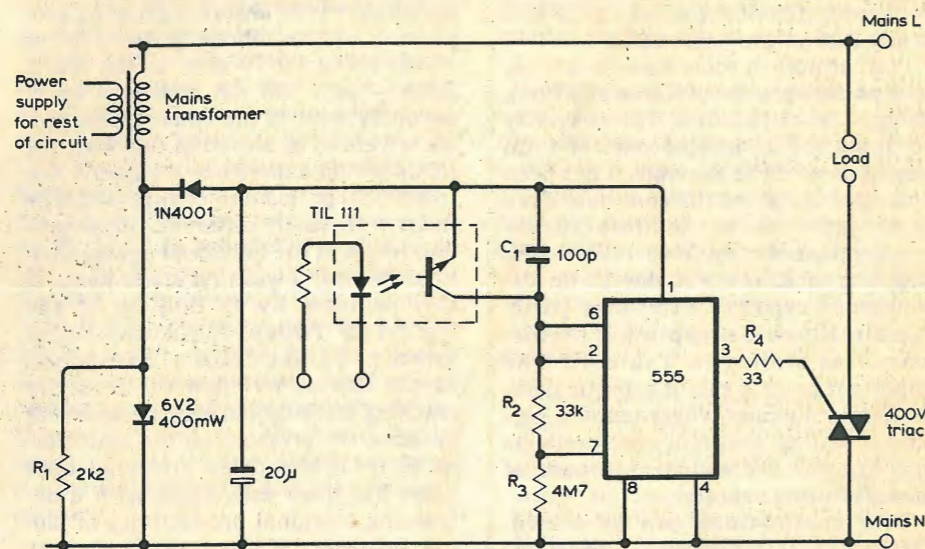 Mains L
Power
supply
for rest
of circuit
Mains
transformer
Load
1N4001
TIL 111
C1
100p
1
6
2
3
R4
555
33
6V2
400mW
R2
33k
400V
triac
7
R1
2k2
20µ
R3
4M7
8
4
Mains N